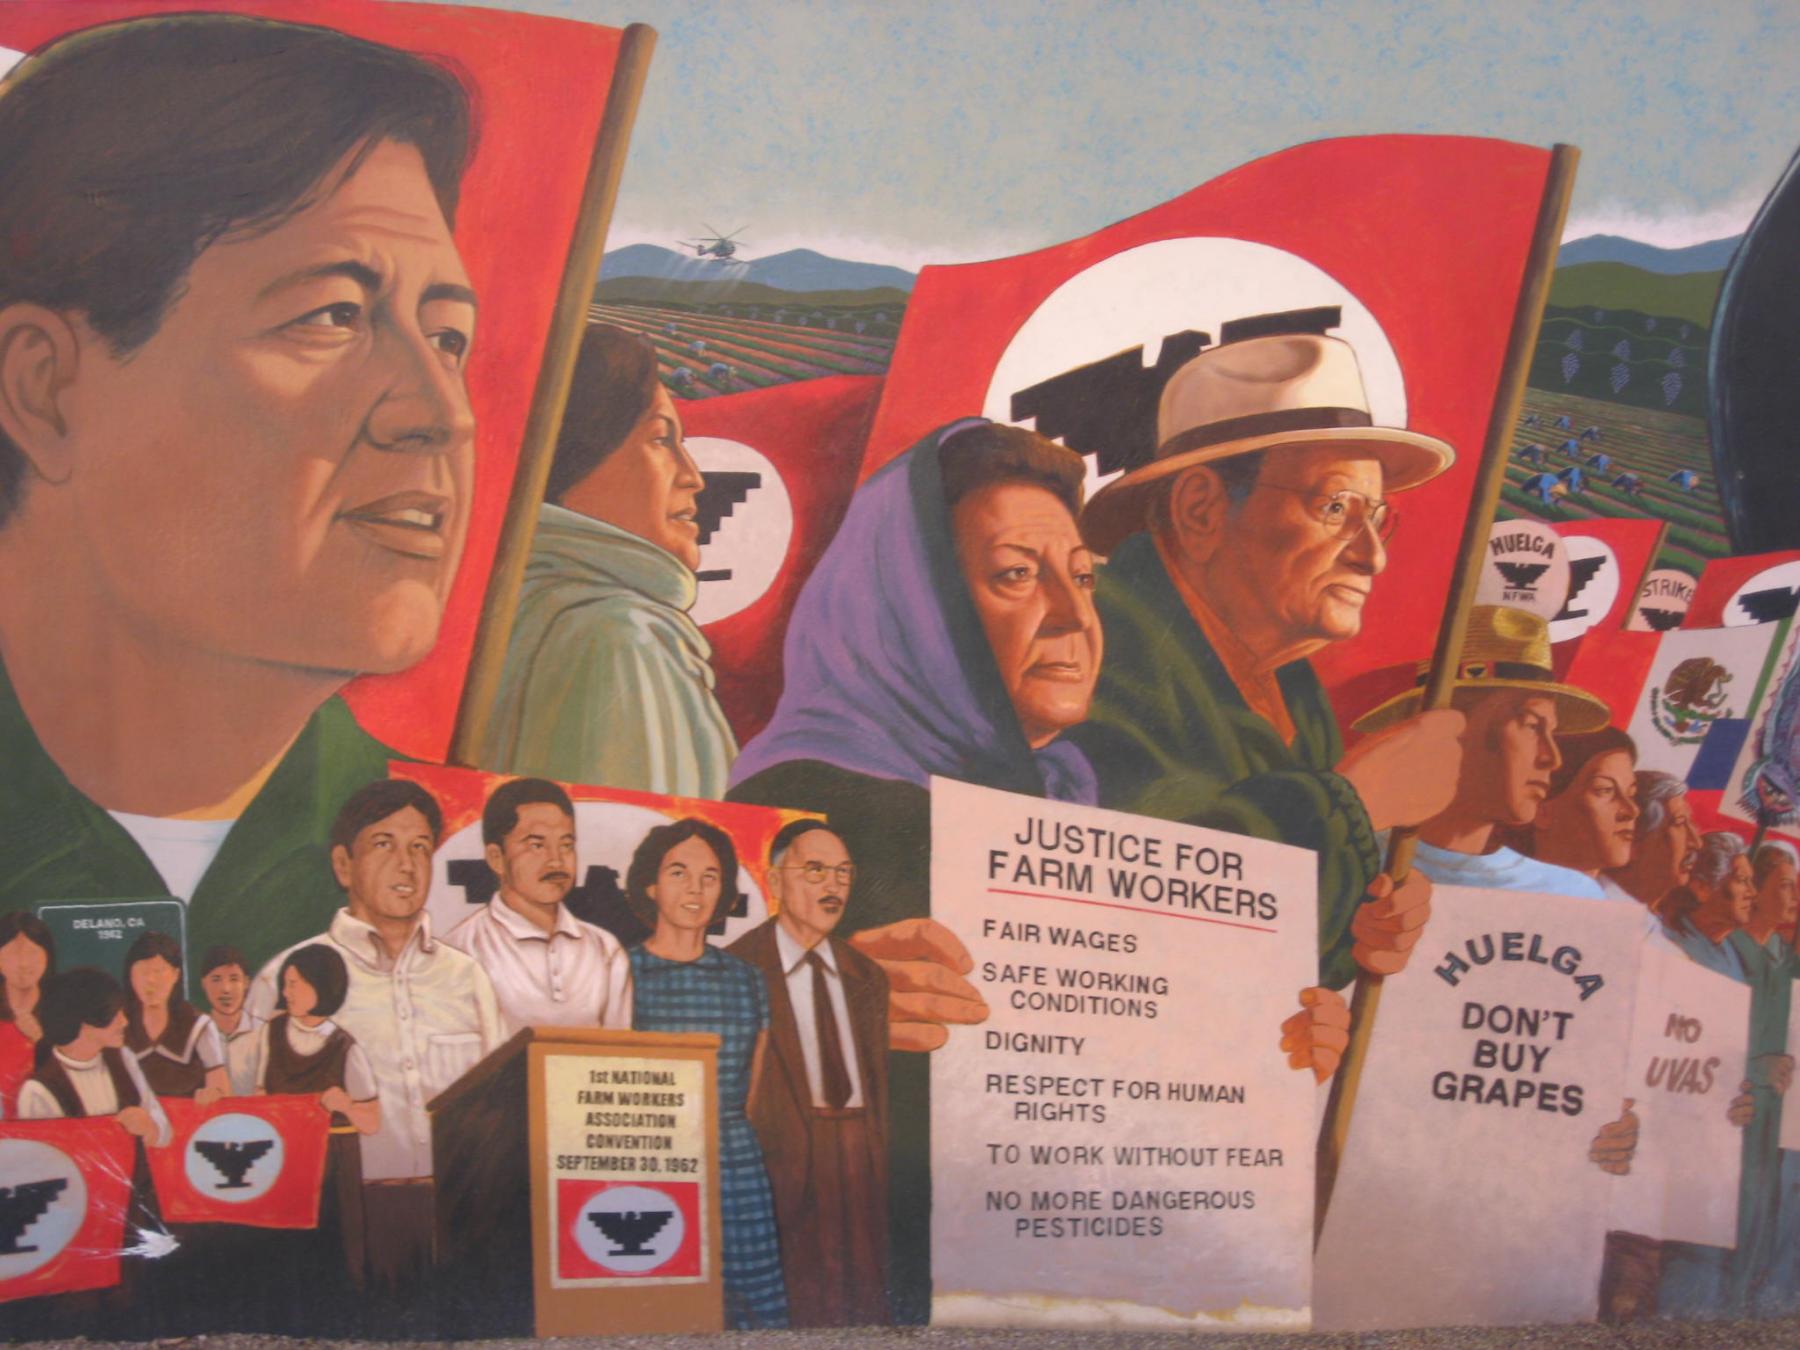 DELANO, CA
1962
1st NATIONAL
FARM WORKERS
ASSOCIATION
CONVENTION
SEPTEMBER 30, 1962
JUSTICE FOR
FARM WORKERS
FAIR WAGES
SAFE WORKING
CONDITIONS
DIGNITY
RESPECT FOR HUMAN
RIGHTS
TO WORK WITHOUT FEAR
NO MORE DANGEROUS
PESTICIDES
HUELGA
NFWA
STRIKE
HUELGA
DON'T
BUY
GRAPES
NO
UVAS